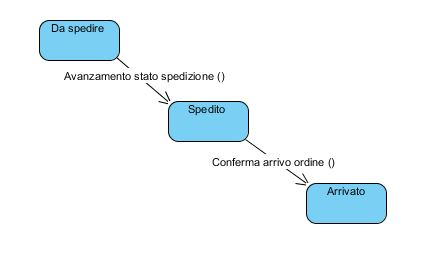 Da spedire
Avanzamento stato spedizione ()
Spedito
Conferma arrivo ordine ()
Arrivato